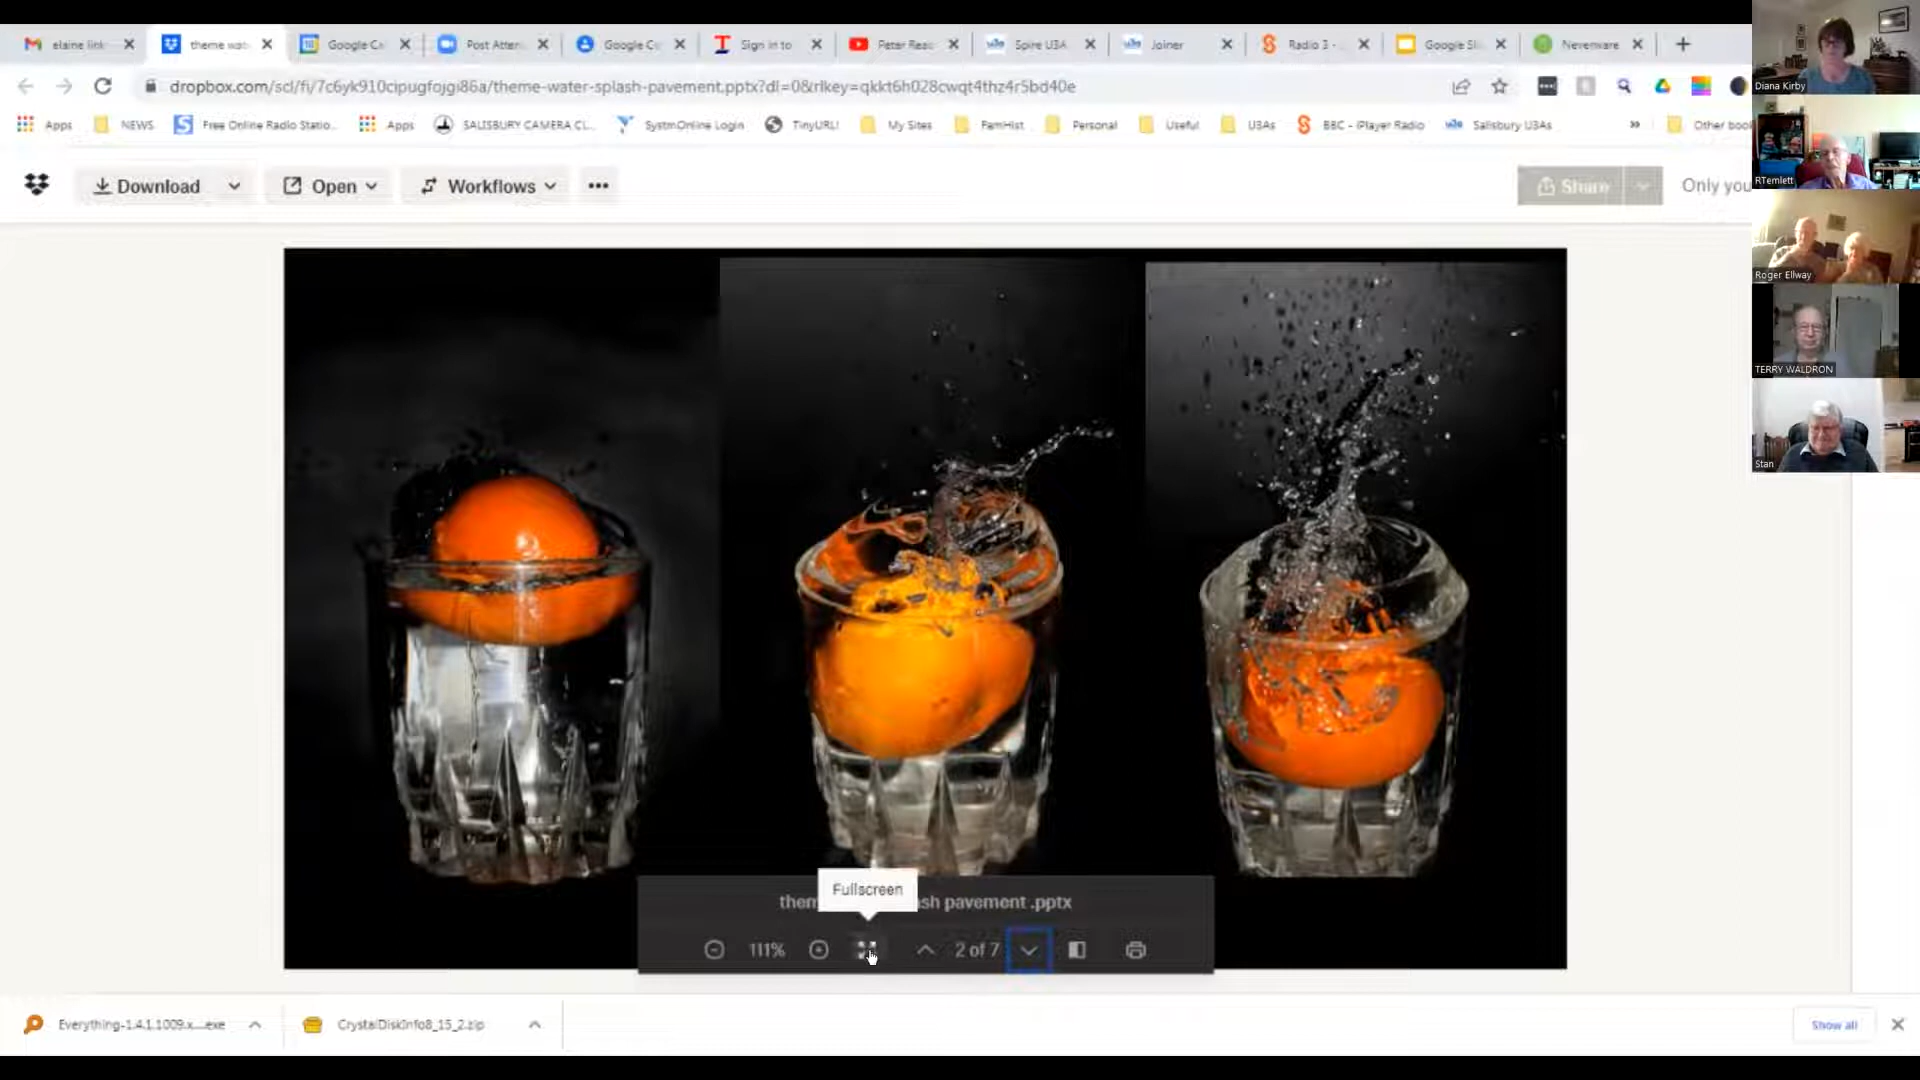 elaine link
theme wat
Google Ca
Post Atten
Google Co
Sign in to
Peter Rea
Spire U3A
Joiner
Radio 3 -
Google Sl
Neverware
dropbox.com/scl/fi/7c6yk910cipugfojgi86a/theme-water-splash-pavement.pptx?dl=0&rlkey=qkkt6h028cwqt4thz4r5bd40e
Apps
NEWS
Free Online Radio Statio...
Apps
SALISBURY CAMERA CL...
SystmOnline Login
TinyURL!
My Sites
FamHist
Personal
Useful
U3As
BBC - iPlayer Radio
Salisbury U3As
»
Other boo
Download
Open
Workflows
Share
Only you
Diana Kirby
RTemlett
Roger Ellway
TERRY WALDRON
Stan
Fullscreen
them sh pavement .pptx
111%
2 of 7
Everything-1.4.1.1009.x....exe
CrystalDiskInfo8_15_2.zip
Show all